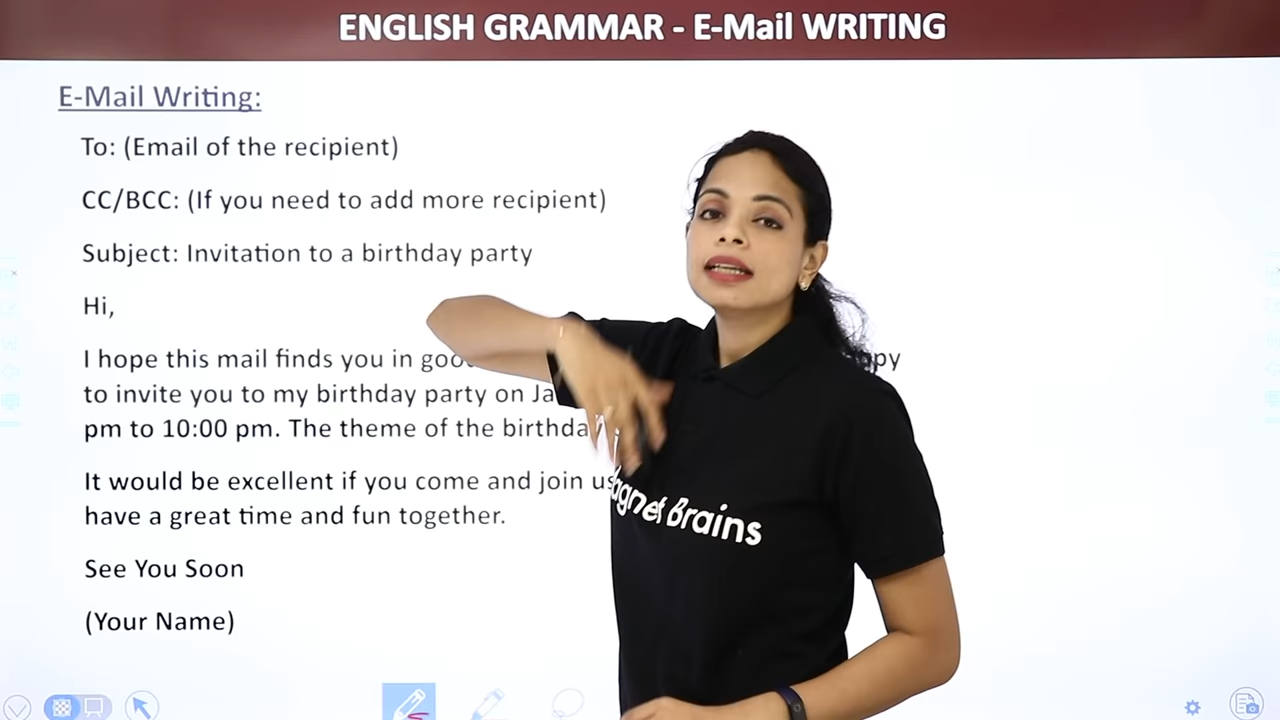 ENGLISH GRAMMAR - E-Mail WRITING
E-Mail Writing:
To: (Email of the recipient)
CC/BCC: (If you need to add more recipient)
Subject: Invitation to a birthday party
Hi,
I hope this mail finds you in
to invite you to my birthday party on
pm to 10:00 pm. The theme of the
It would be excellent if you come and join us
have a great time and fun together.
See You Soon
(Your Name)
Brains